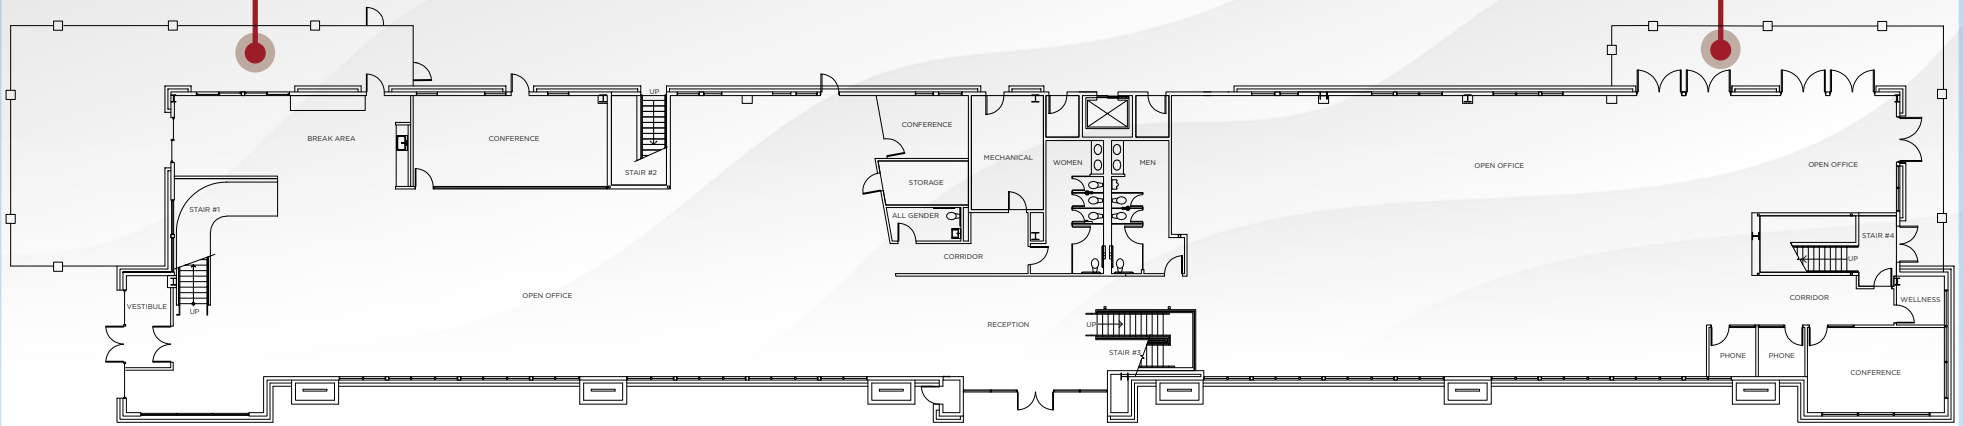 UP
BREAK AREA
CONFERENCE
STAIR #2
CONFERENCE
STORAGE
ALL GENDER
MECHANICAL
WOMEN
MEN
OPEN OFFICE
OPEN OFFICE
STAIR #1
UP
VESTIBULE
OPEN OFFICE
CORRIDOR
RECEPTION
UP
STAIR #3
STAIR #4
UP
CORRIDOR
WELLNESS
PHONE
PHONE
CONFERENCE